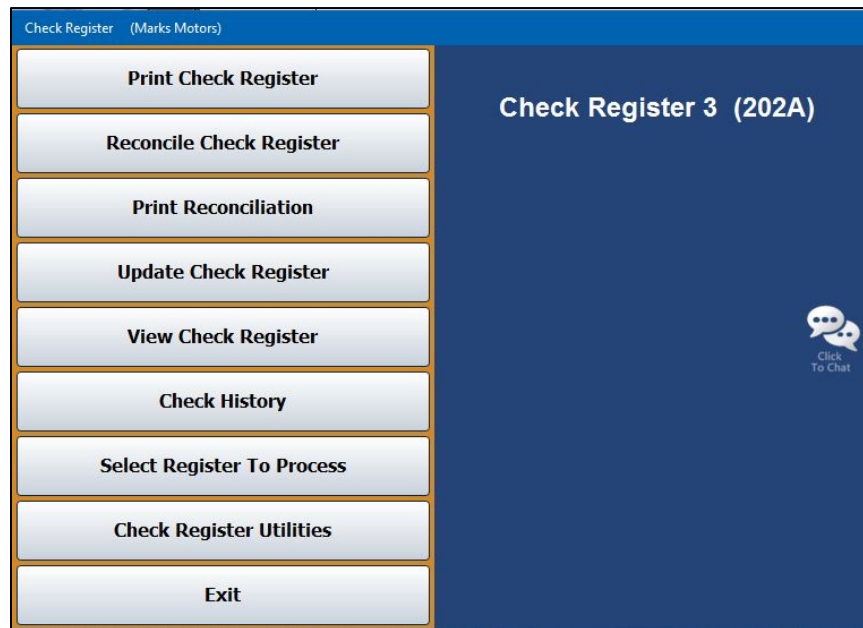 Check Register (Marks Motors)
Print Check Register
Reconcile Check Register
Print Reconciliation
Update Check Register
View Check Register
Check History
Select Register To Process
Check Register Utilities
Exit
Check Register 3 (202A)
Click
To Chat